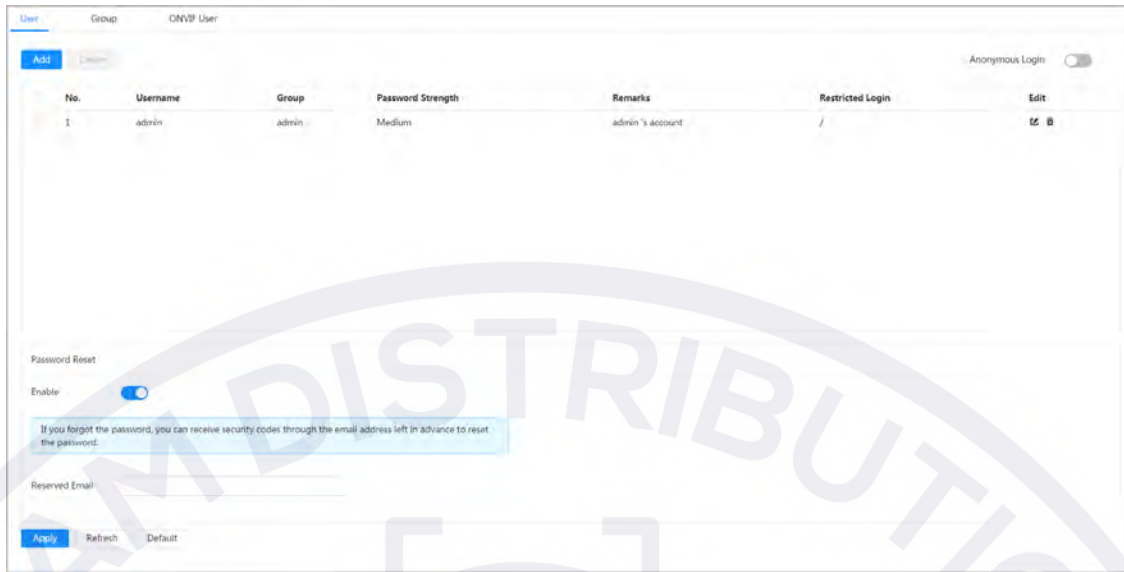 User Group ONVIF User
Add Delete Anonymous Login
No. Username Group Password Strength Remarks Restricted Login Edit
1 admin admin Medium admin 's account /
Password Reset
Enable
If you forgot the password, you can receive security codes through the email address left in advance to reset
the password.
Reserved Email
Apply Refresh Default
AM DISTRIBUTIO